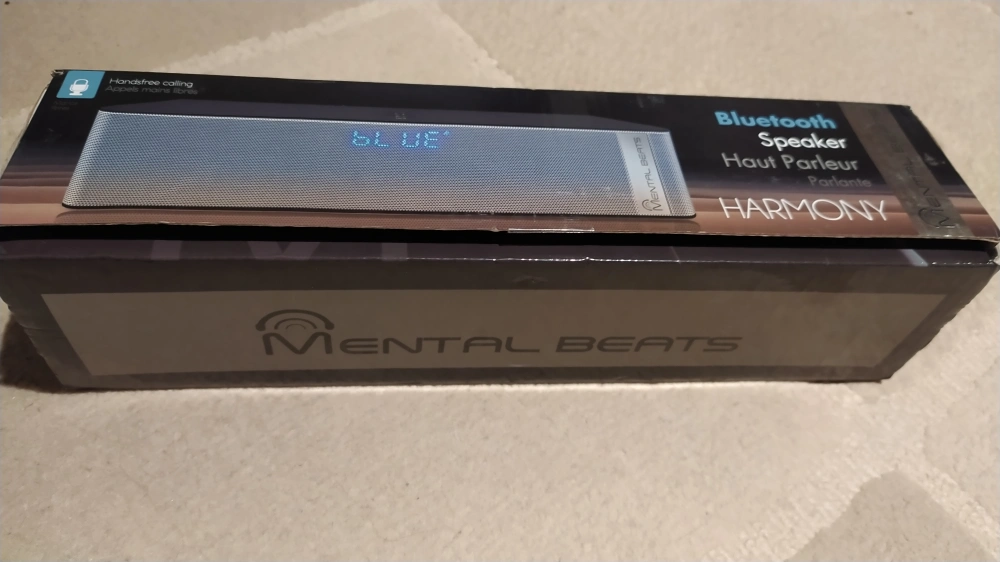 Handsfree calling
Appels mains libres
bLUE
MENTAL BEATS
Bluetooth
Speaker
Haut Parleur
Parlante
HARMONY
MENTAL BEATS